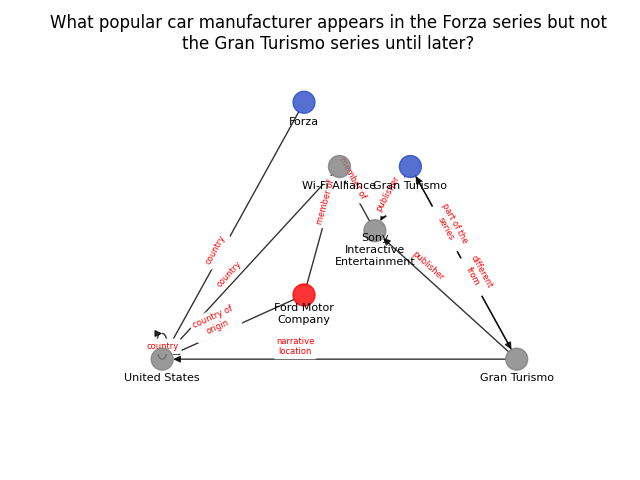 What popular car manufacturer appears in the Forza series but not
the Gran Turismo series until later?
Forza
Wi-Fi Alliance
Gran Turismo
member of
publisher
member of
part of the
series
Sony
Interactive
Entertainment
country
country
publisher
different
from
Ford Motor
Company
country of
origin
country
narrative
location
United States
Gran Turismo